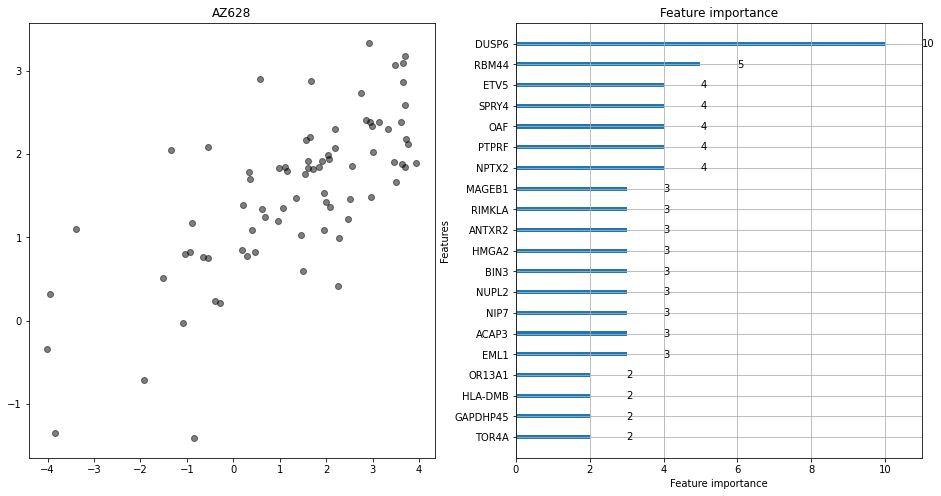 AZ628
3
2
1
0
−1
−4
−3
−2
−1
0
1
2
3
4
Feature importance
Features
DUSP6 10
RBM44 5
ETV5 4
SPRY4 4
OAF 4
PTPRF 4
NPTX2 4
MAGEB1 3
RIMKLA 3
ANTXR2 3
HMGA2 3
BIN3 3
NUPL2 3
NIP7 3
ACAP3 3
EML1 3
OR13A1 2
HLA-DMB 2
GAPDHP45 2
TOR4A 2
0
2
4
6
8
10
Feature importance